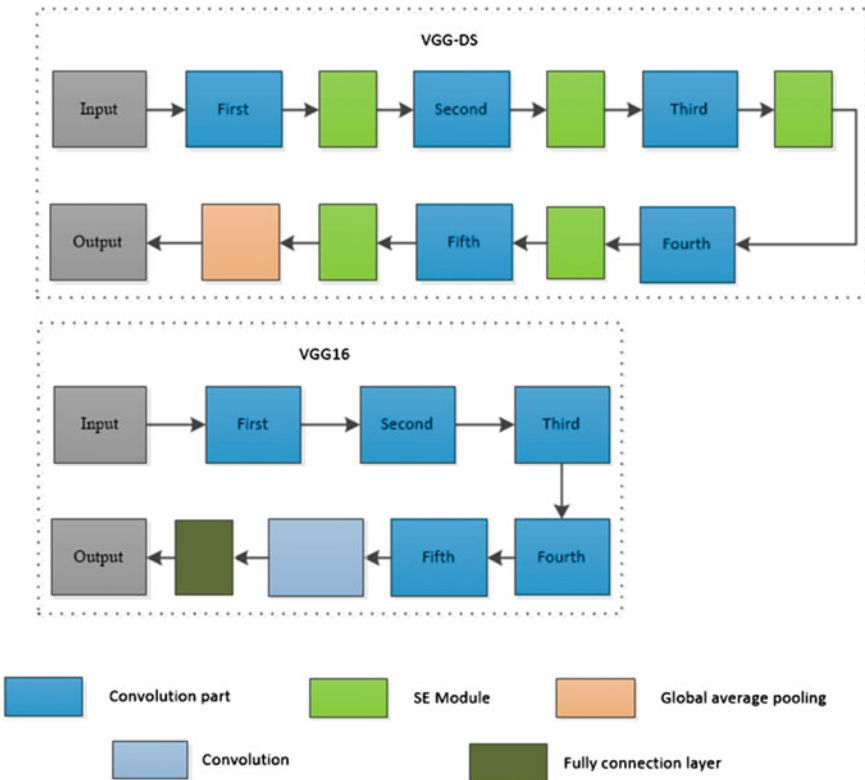 VGG-DS
Input
First
Second
Third
Output
Fifth
Fourth
VGG16
Input
First
Second
Third
Output
Fifth
Fourth
Convolution part
SE Module
Global average pooling
Convolution
Fully connection layer